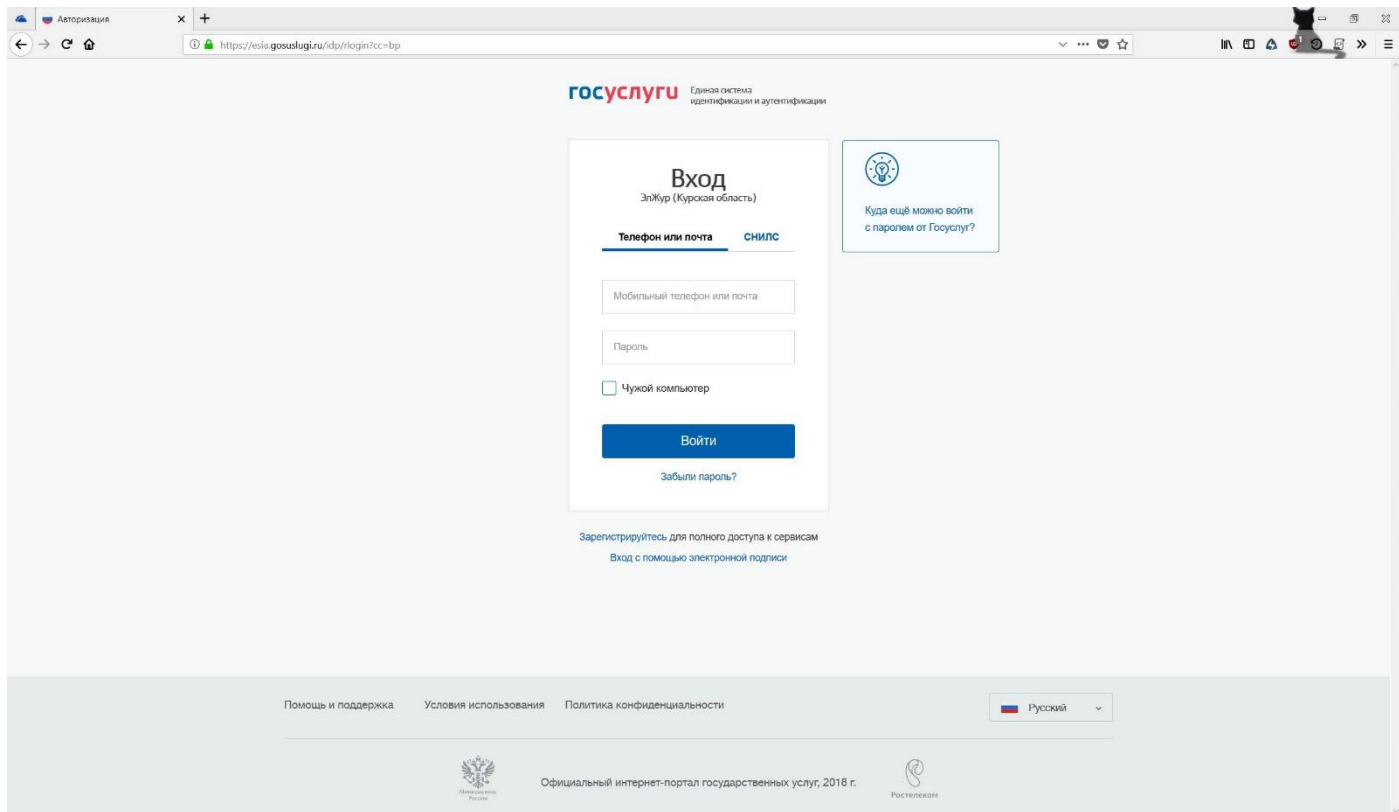 Авторизация
https://esia.gosuslugi.ru/idp/rlogin?cc=bp
госуслуги
Единая система
идентификации и аутентификации
Вход
ЭлЖур (Курская область)
Телефон или почта СНИЛС
Мобильный телефон или почта
Пароль
Чужой компьютер
Войти
Забыли пароль?
Куда ещё можно войти
с паролем от Госуслуг?
Зарегистрируйтесь для полного доступа к сервисам
Вход с помощью электронной подписи
Помощь и поддержка Условия использования Политика конфиденциальности
Русский
Минкомсвязь
России
Официальный интернет-портал государственных услуг, 2018 г.
Ростелеком